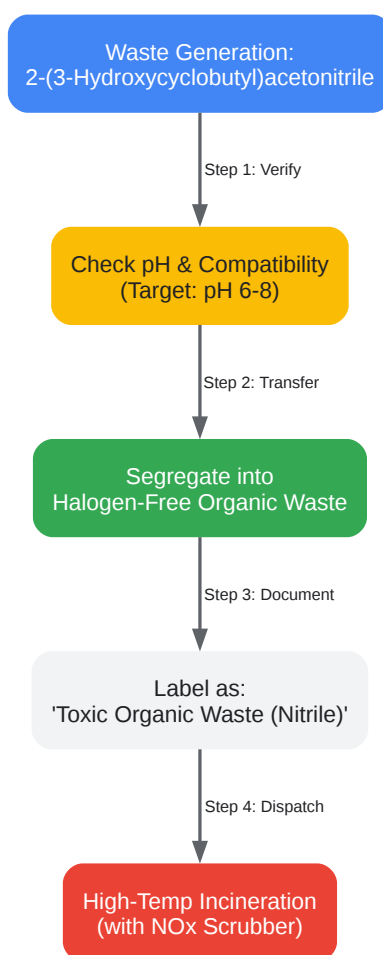 Waste Generation:
2-(3-Hydroxycyclobutyl)acetonitrile
Step 1: Verify
Check pH & Compatibility
(Target: pH 6-8)
Step 2: Transfer
Segregate into
Halogen-Free Organic Waste
Step 3: Document
Label as:
'Toxic Organic Waste (Nitrile)'
Step 4: Dispatch
High-Temp Incineration
(with NOx Scrubber)